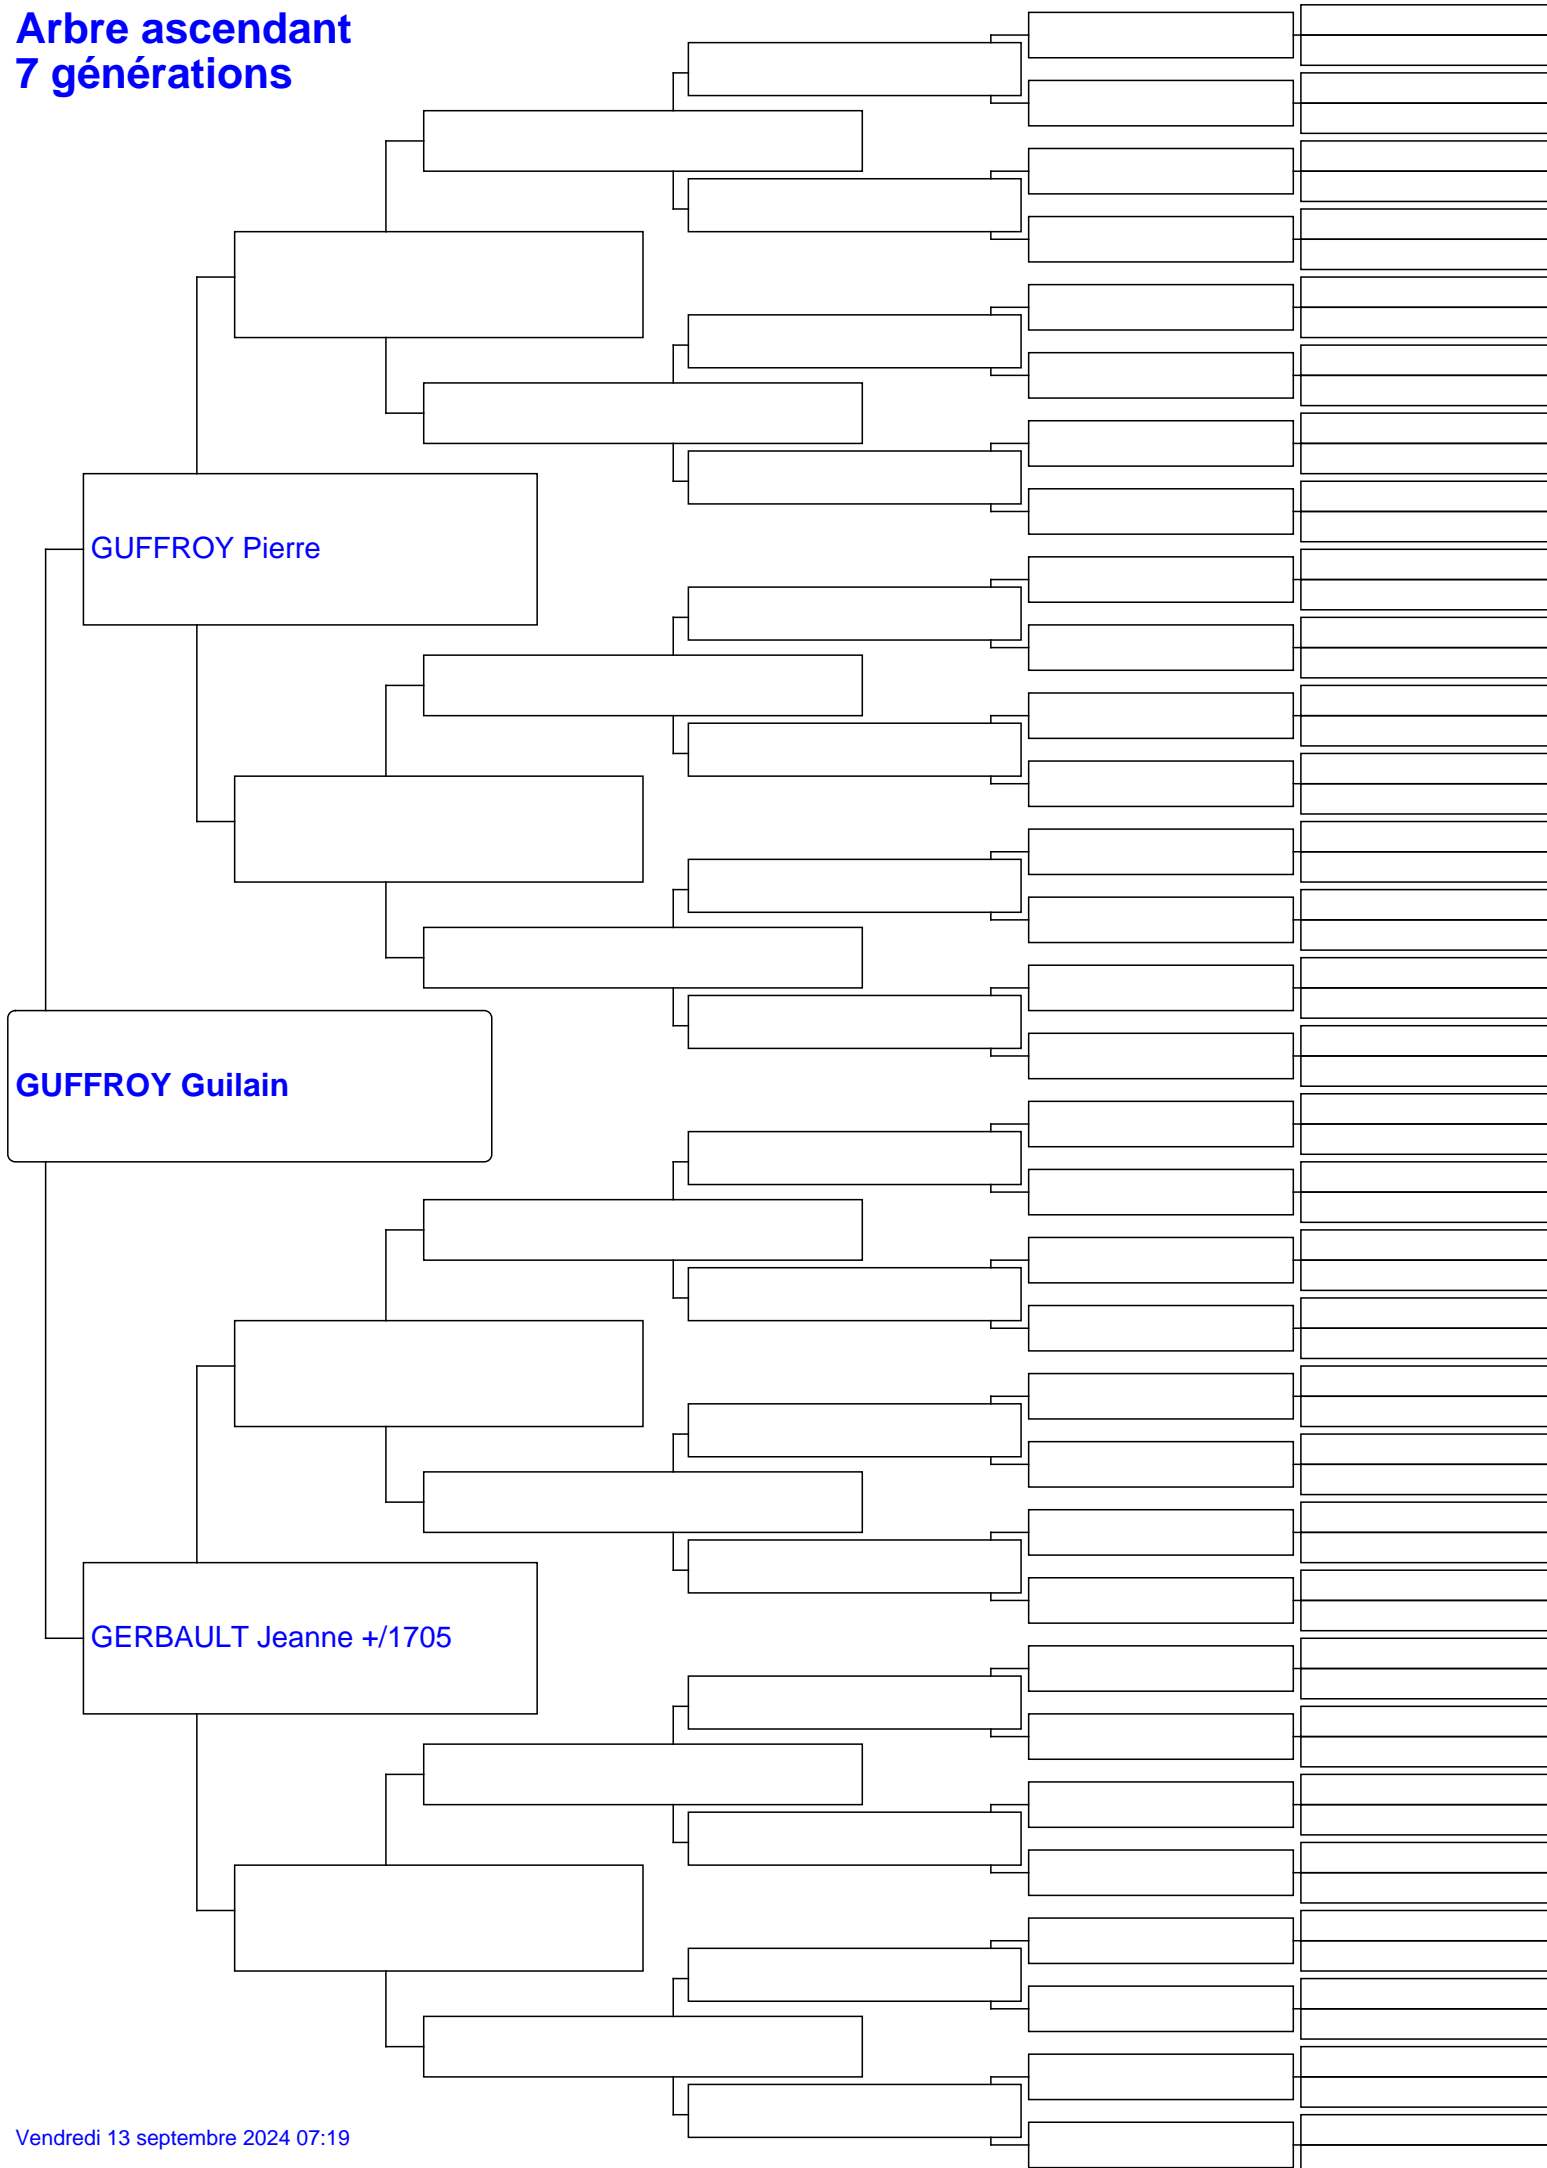 Arbre ascendant
7 générations
GUFFROY Pierre
GUFFROY Guilain
GERBAULT Jeanne +/1705
Vendredi 13 septembre 2024 07:19